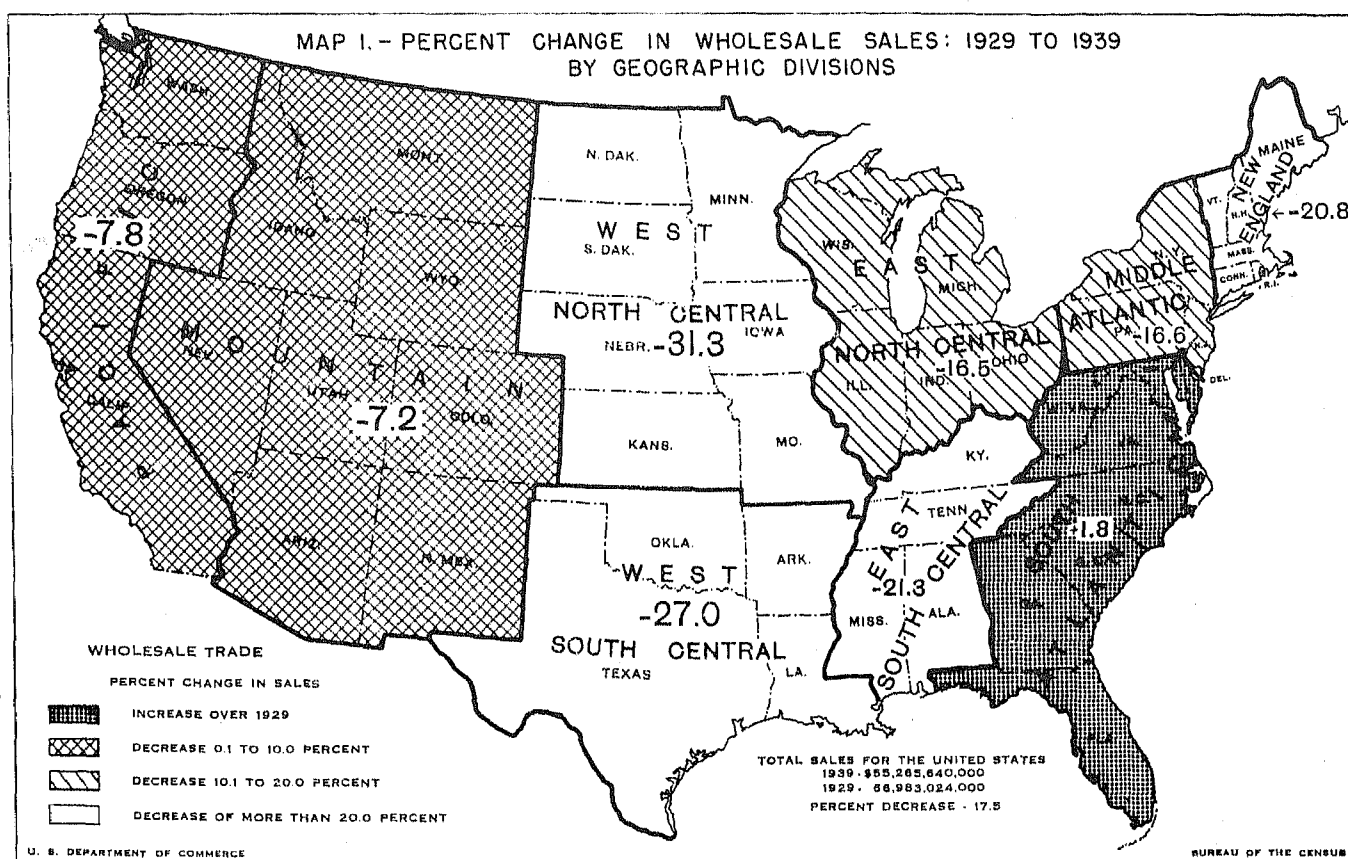 MAP I. - PERCENT CHANGE IN WHOLESALE SALES: 1929 TO 1939
BY GEOGRAPHIC DIVISIONS
WASH.
OREGON
CALIF.
-7.8
MONT.
IDAHO
WYO.
NEV.
UTAH
COLO.
ARIZ.
N. MEX.
MOUNTAIN
-7.2
N. DAK.
MINN.
S. DAK.
WEST
NORTH CENTRAL
NEBR.
-31.3
IOWA
KANS.
MO.
WIS.
MICH.
EAST
NORTH CENTRAL
-16.5
OHIO
ILL.
IND.
MAINE
NEW
ENGLAND
VT.
N.H.
←-20.8
MASS.
CONN.
R.I.
N.Y.
MIDDLE
ATLANTIC
PA.
-16.6
N.J.
DEL.
W. VA.
VA.
SOUTH
-1.8
GA.
FLA.
KY.
TENN.
EAST
SOUTH CENTRAL
-21.3
MISS.
ALA.
OKLA.
ARK.
WEST
-27.0
SOUTH CENTRAL
TEXAS
LA.
WHOLESALE TRADE
PERCENT CHANGE IN SALES
INCREASE OVER 1929
DECREASE 0.1 TO 10.0 PERCENT
DECREASE 10.1 TO 20.0 PERCENT
DECREASE OF MORE THAN 20.0 PERCENT
TOTAL SALES FOR THE UNITED STATES
1939 - $55,265,640,000
1929 - 66,983,024,000
PERCENT DECREASE - 17.5
U. S. DEPARTMENT OF COMMERCE
BUREAU OF THE CENSUS